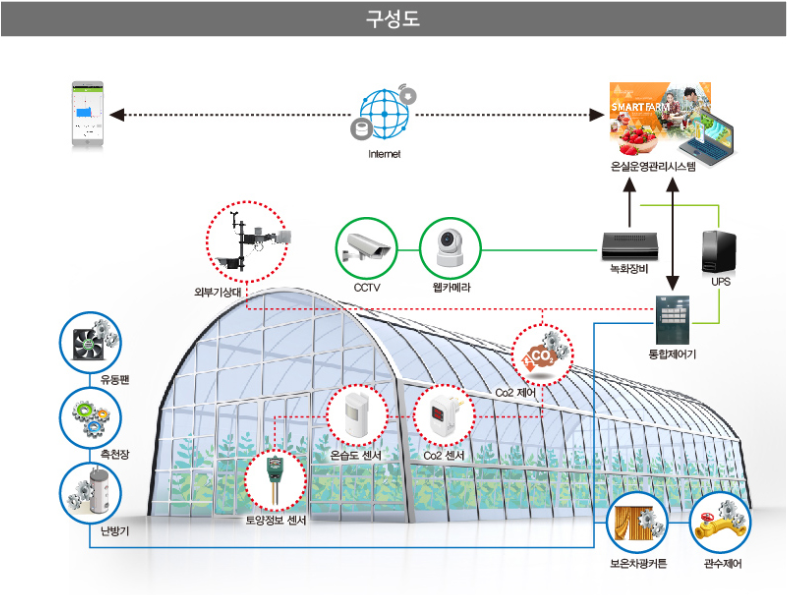 구성도
Internet
SMART FARM
온실운영관리시스템
외부기상대
CCTV
웹카메라
녹화장비
UPS
통합제어기
유동팬
CO₂
Co2 제어
측천장
온습도 센서
Co2 센서
난방기
토양정보 센서
보온차광커튼
관수제어